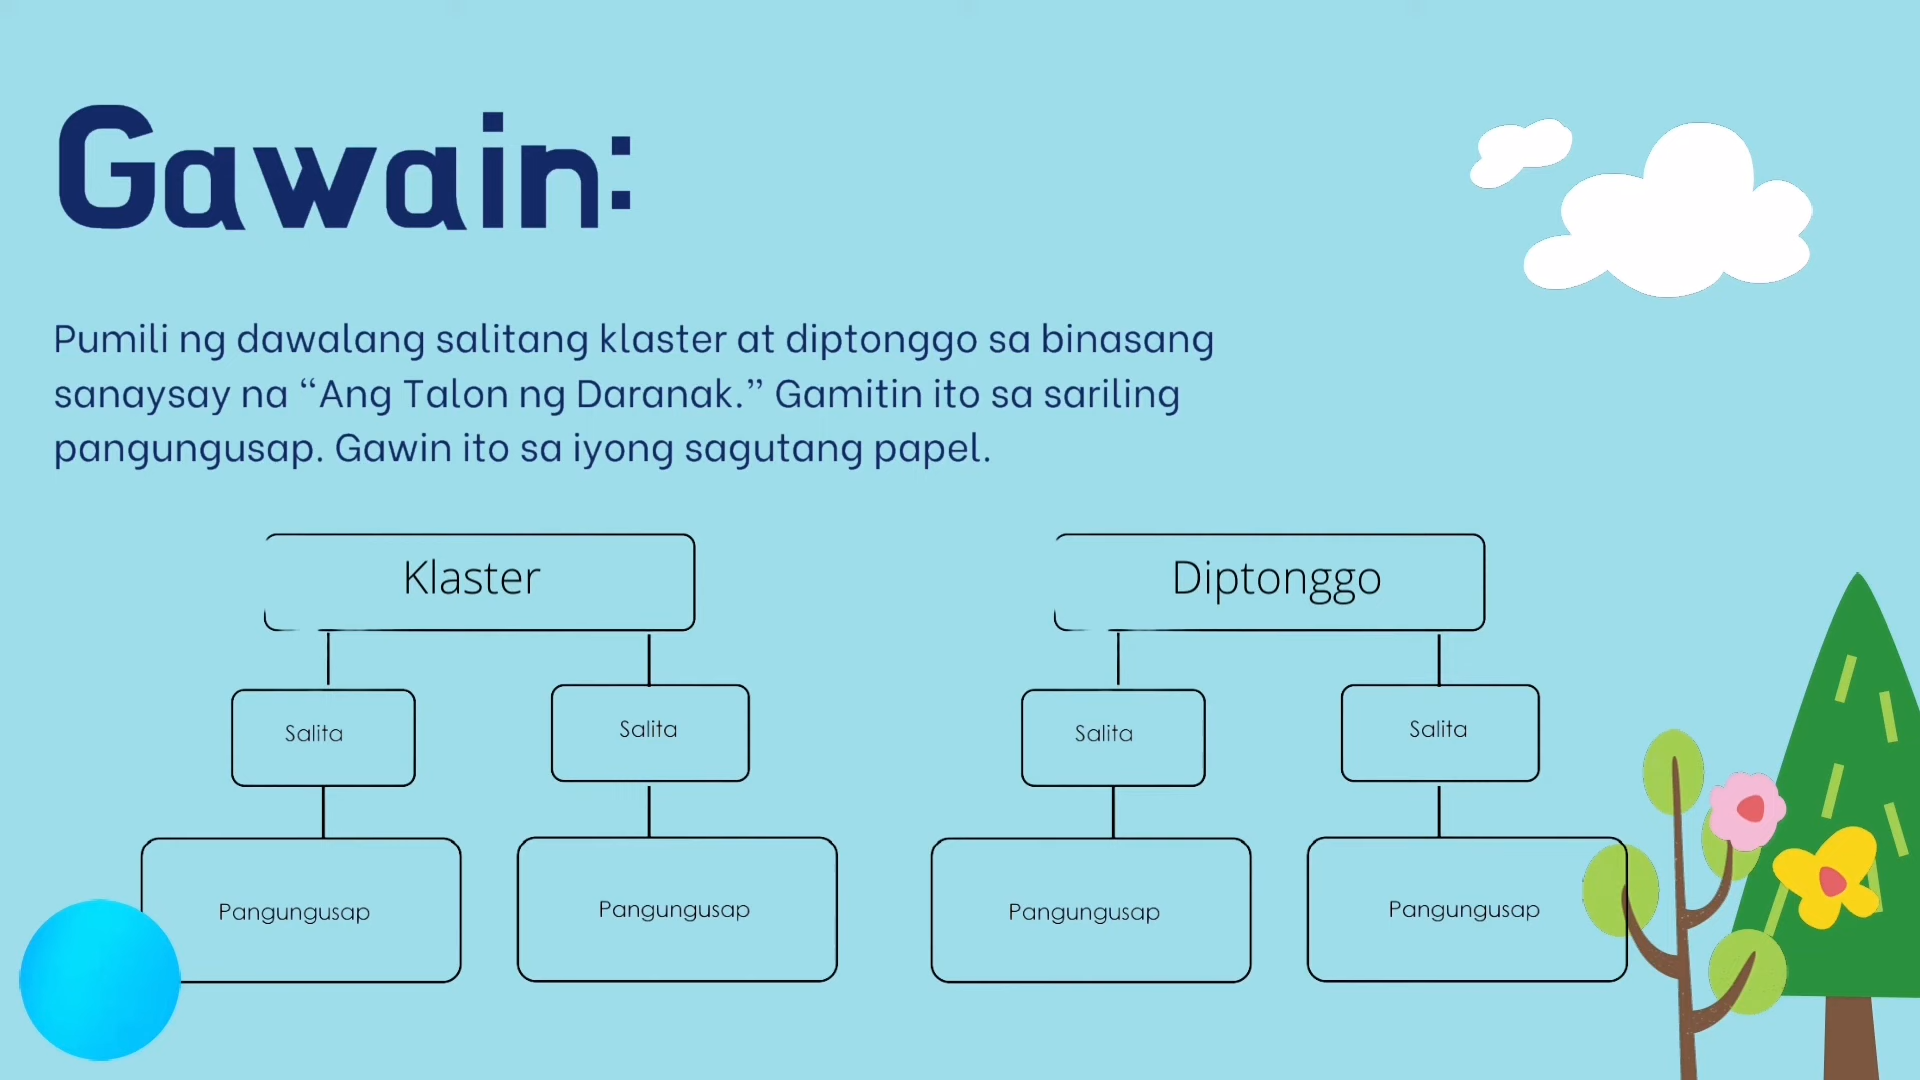 Gawain:
Pumili ng dawalang salitang klaster at diptonggo sa binasang
sanaysay na “Ang Talon ng Daranak.” Gamitin ito sa sariling
pangungusap. Gawin ito sa iyong sagutang papel.
Klaster
Diptonggo
Salita
Salita
Salita
Salita
Pangungusap
Pangungusap
Pangungusap
Pangungusap